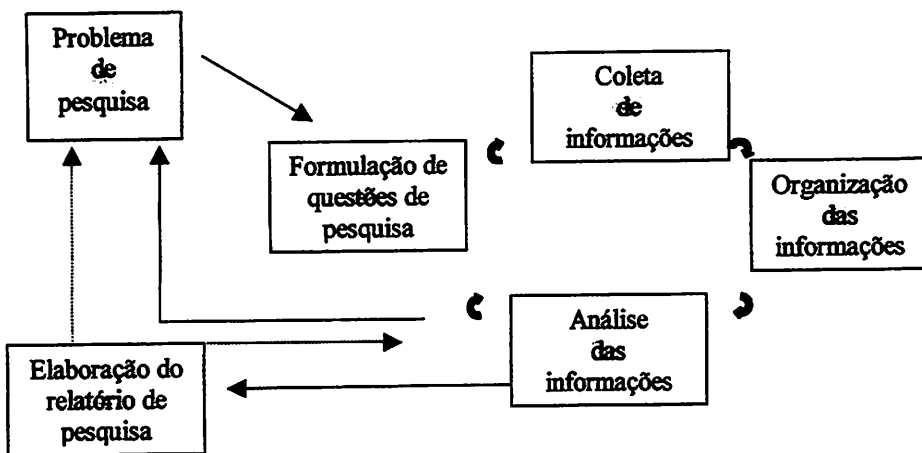 Problema
de
pesquisa
Formulação de
questões de
pesquisa
Coleta
de
informações
Organização
das
informações
Análise
das
informações
Elaboração do
relatório de
pesquisa